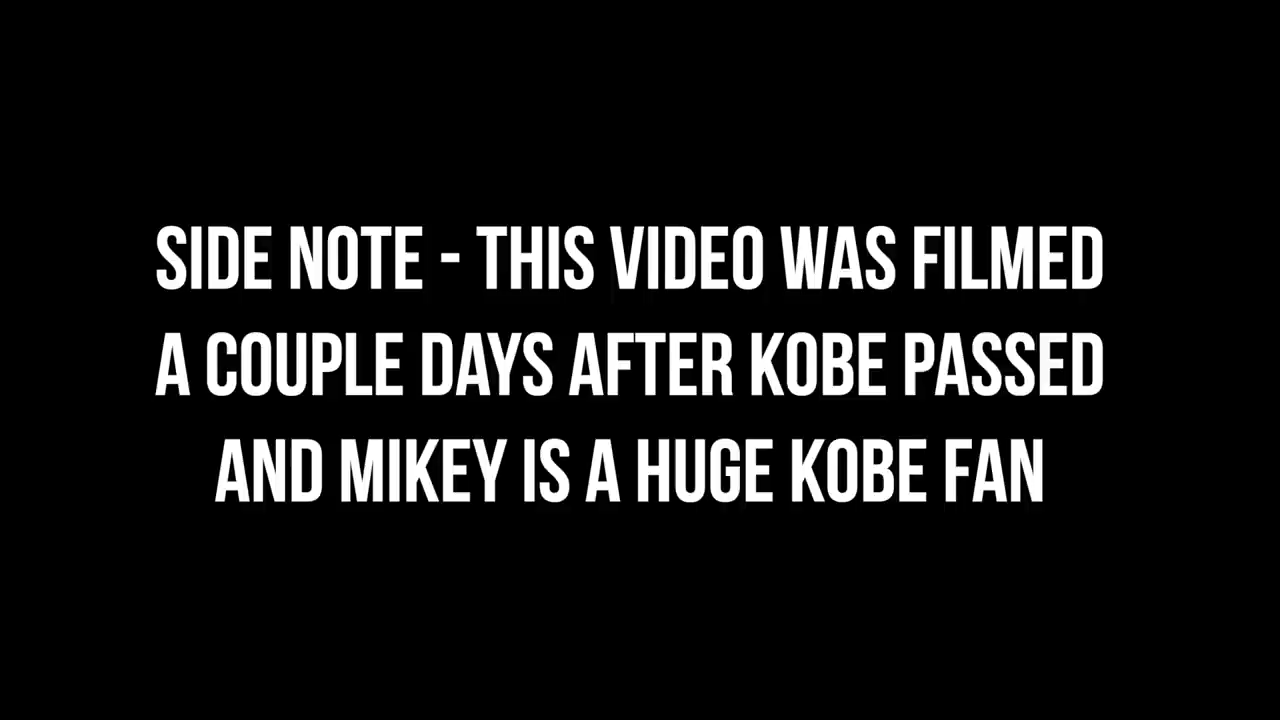 SIDE NOTE - THIS VIDEO WAS FILMED
A COUPLE DAYS AFTER KOBE PASSED
AND MIKEY IS A HUGE KOBE FAN